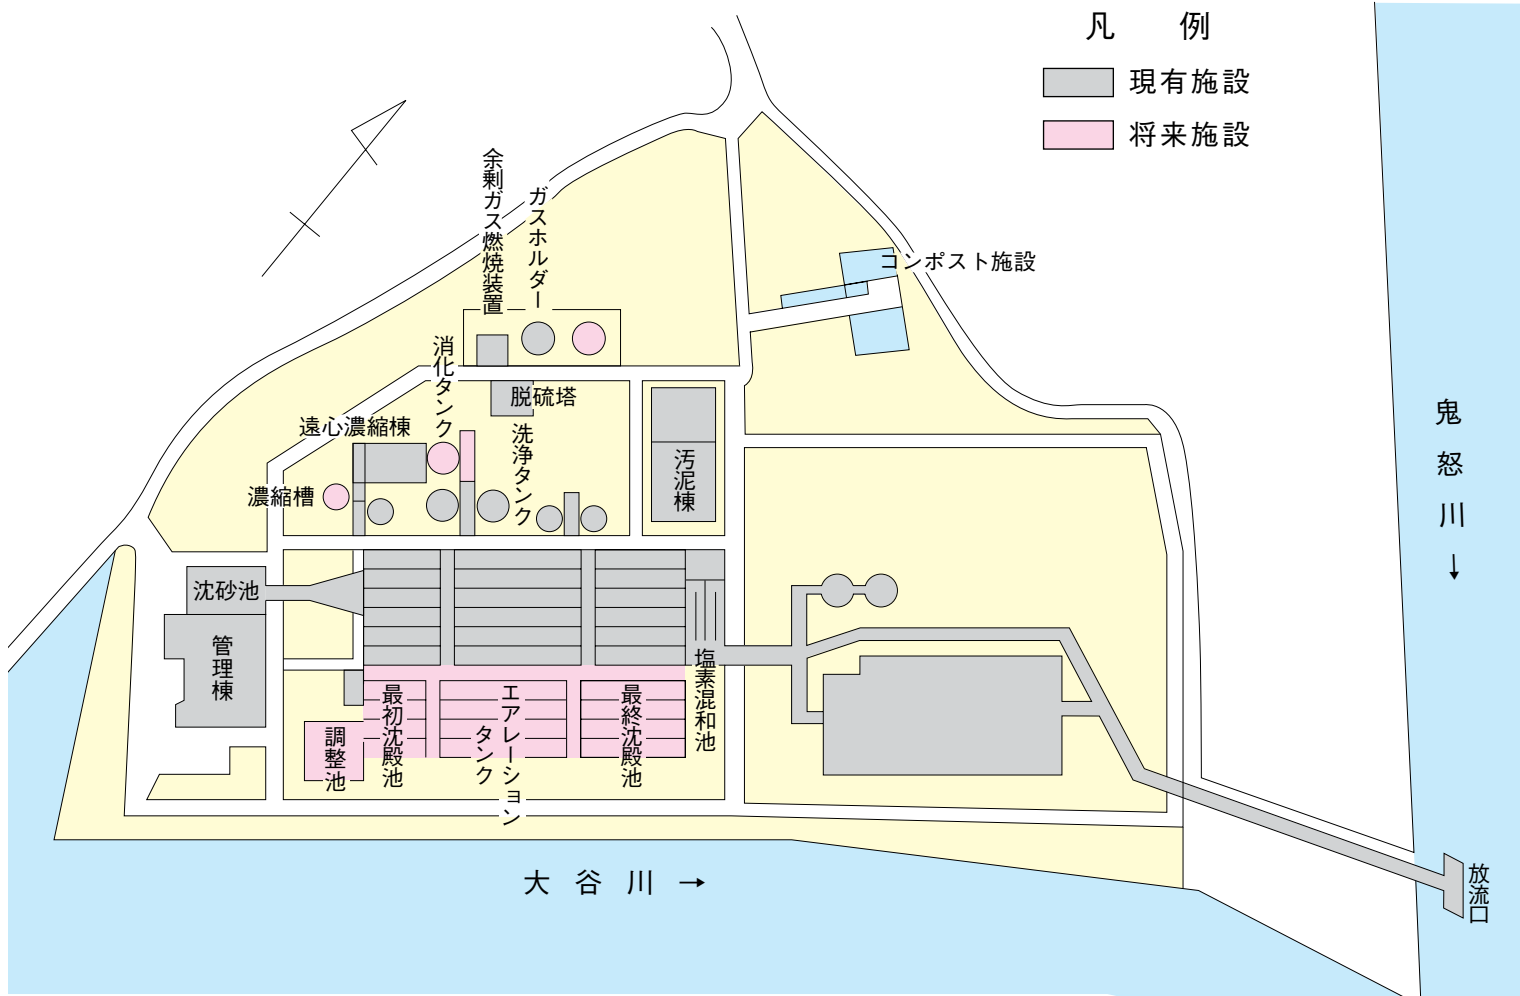 凡例
現有施設
将来施設
余剰ガス燃焼装置
ガスホルダー
コンポスト施設
消化タンク
脱硫塔
遠心濃縮棟
洗浄タンク
汚泥棟
濃縮槽
鬼怒川→
沈砂池
管理棟
塩素混和池
最初沈殿池
エアレーション
タンク
最終沈殿池
調整池
大谷川→
放流口